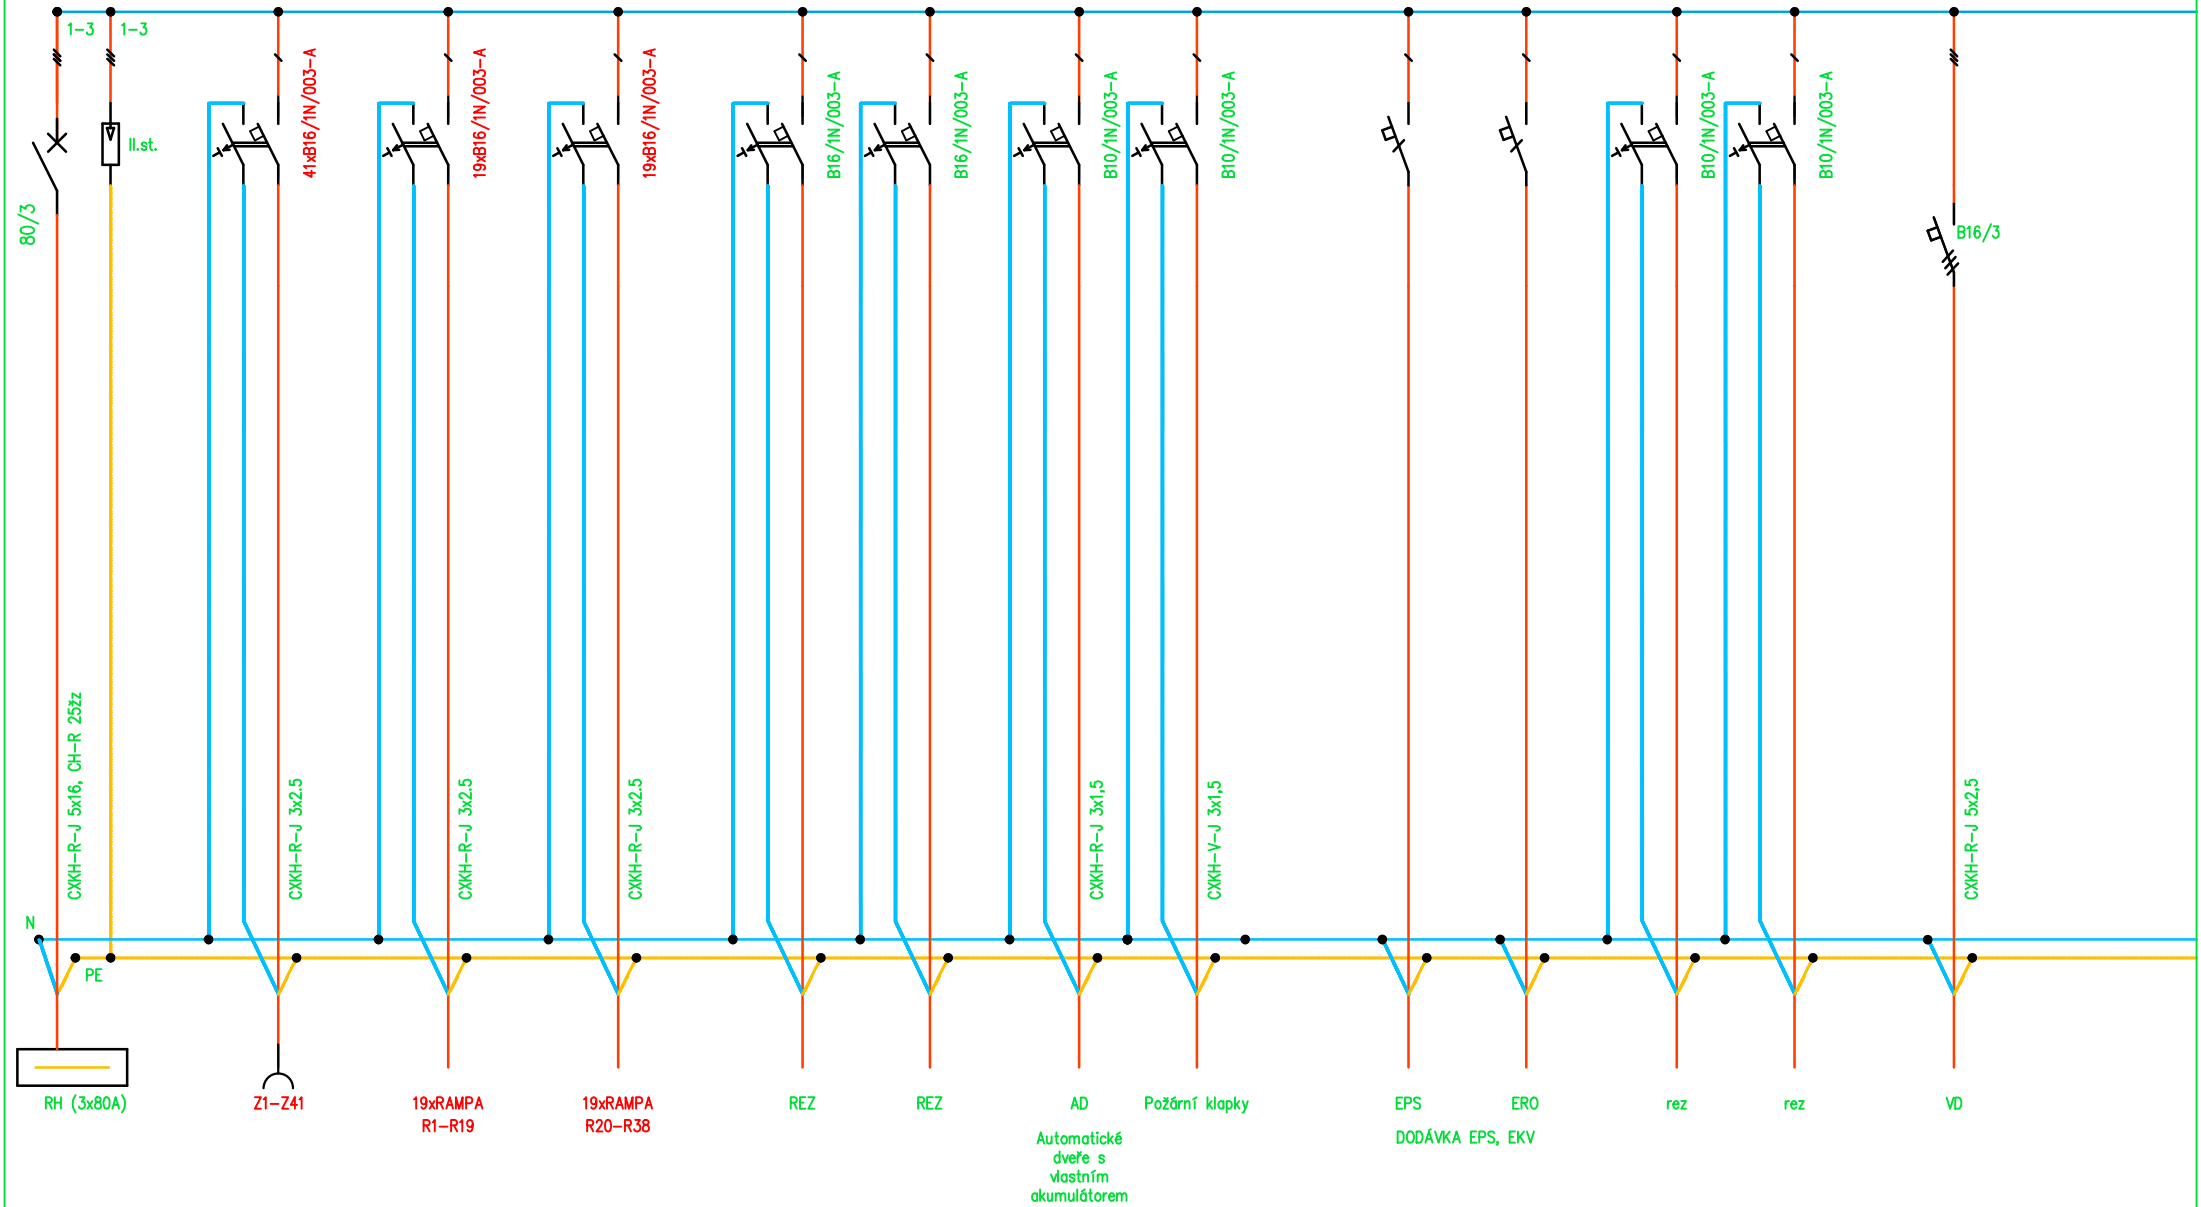 1-3
1-3
II.st.
80/3
41xB16/1N/003-A
19xB16/1N/003-A
19xB16/1N/003-A
B16/1N/003-A
B16/1N/003-A
B10/1N/003-A
B10/1N/003-A
B10/1N/003-A
B10/1N/003-A
B16/3
CXKH-R-J 5x16, CH-R 25žz
CXKH-R-J 3x2.5
CXKH-R-J 3x2.5
CXKH-R-J 3x2.5
CXKH-R-J 3x1,5
CXKH-V-J 3x1,5
CXKH-R-J 5x2,5
N
PE
RH (3x80A)
Z1-Z41
19xRAMPA
R1-R19
19xRAMPA
R20-R38
REZ
REZ
AD
Automatické
dveře s
vlastním
akumulátorem
Požární klapky
EPS
ERO
DODÁVKA EPS, EKV
rez
rez
VD